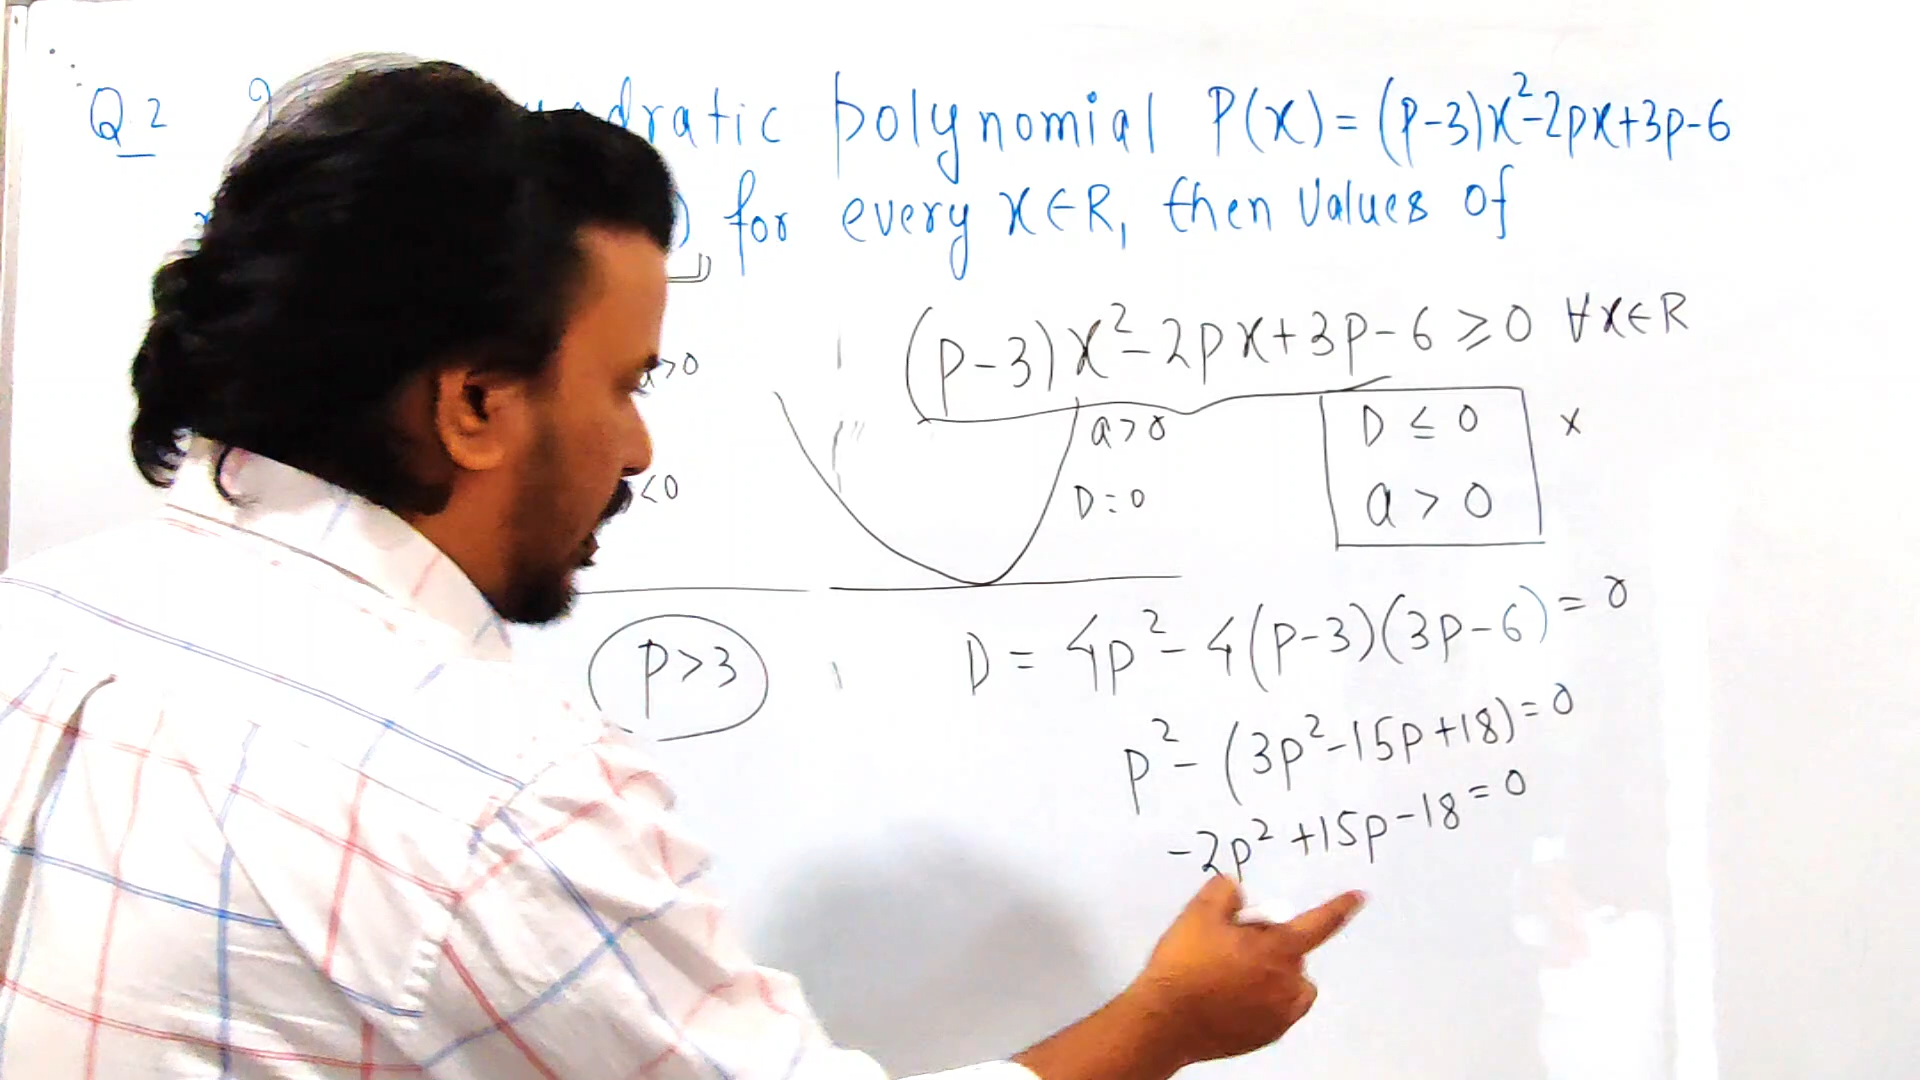 Q 2 dratic polynomial P(x) = (p-3)x²-2px+3p-6
for every x∈R, then values of
(p-3)x²-2px+3p-6 ≥ 0 ∀x∈R
a>0
a>0
D ≤ 0 x
<0
D = 0
a > 0
p>3
D = 4p² - 4(p-3)(3p-6) = 0
p² - (3p²-15p+18) = 0
-2p² +15p-18 = 0